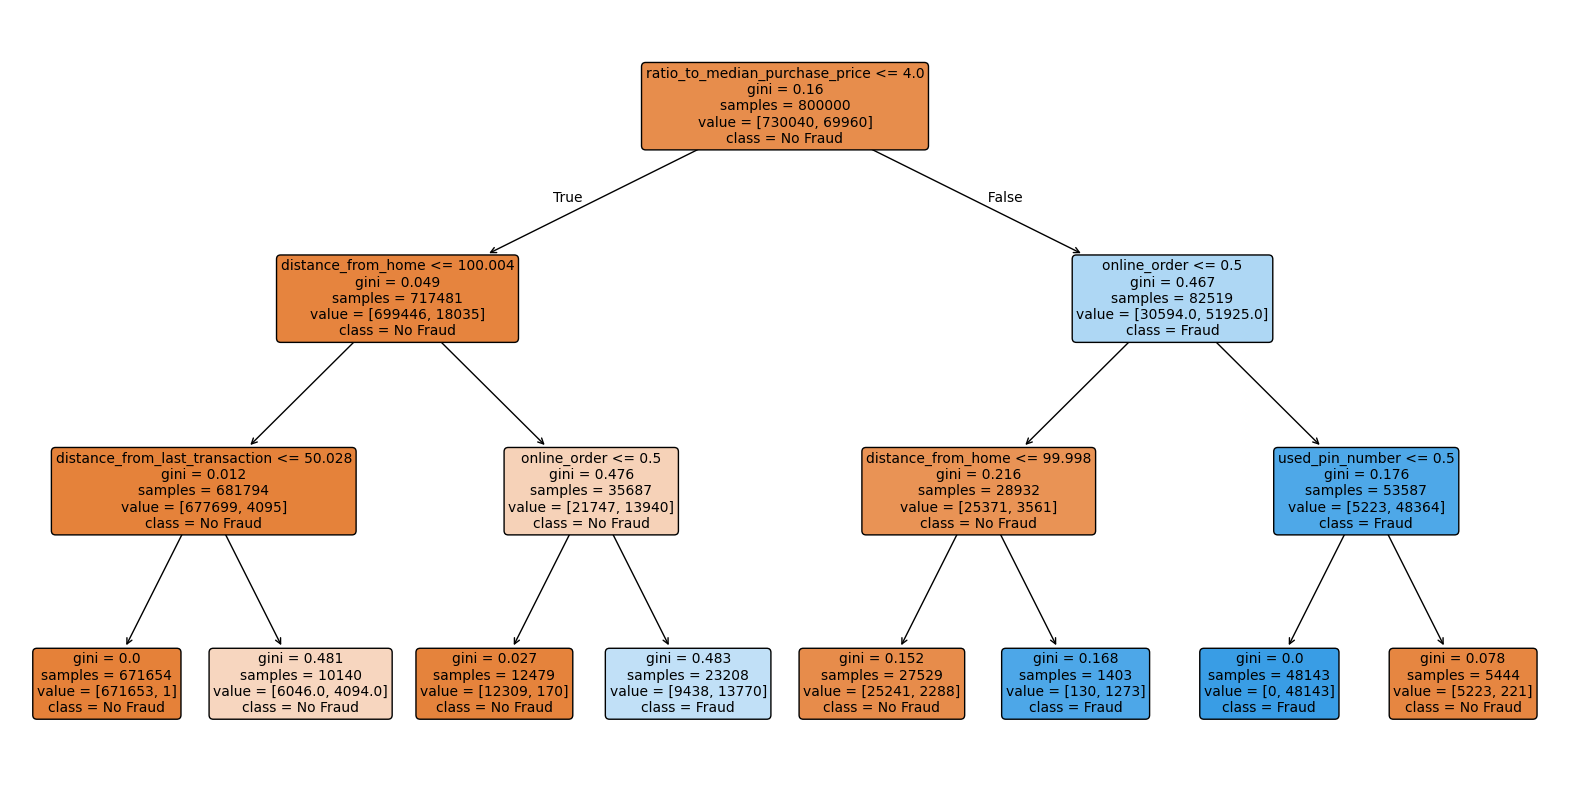 ratio_to_median_purchase_price <= 4.0
gini = 0.16
samples = 800000
value = [730040, 69960]
class = No Fraud
True
False
distance_from_home <= 100.004
gini = 0.049
samples = 717481
value = [699446, 18035]
class = No Fraud
online_order <= 0.5
gini = 0.467
samples = 82519
value = [30594.0, 51925.0]
class = Fraud
distance_from_last_transaction <= 50.028
gini = 0.012
samples = 681794
value = [677699, 4095]
class = No Fraud
online_order <= 0.5
gini = 0.476
samples = 35687
value = [21747, 13940]
class = No Fraud
distance_from_home <= 99.998
gini = 0.216
samples = 28932
value = [25371, 3561]
class = No Fraud
used_pin_number <= 0.5
gini = 0.176
samples = 53587
value = [5223, 48364]
class = Fraud
gini = 0.0
samples = 671654
value = [671653, 1]
class = No Fraud
gini = 0.481
samples = 10140
value = [6046.0, 4094.0]
class = No Fraud
gini = 0.027
samples = 12479
value = [12309, 170]
class = No Fraud
gini = 0.483
samples = 23208
value = [9438, 13770]
class = Fraud
gini = 0.152
samples = 27529
value = [25241, 2288]
class = No Fraud
gini = 0.168
samples = 1403
value = [130, 1273]
class = Fraud
gini = 0.0
samples = 48143
value = [0, 48143]
class = Fraud
gini = 0.078
samples = 5444
value = [5223, 221]
class = No Fraud